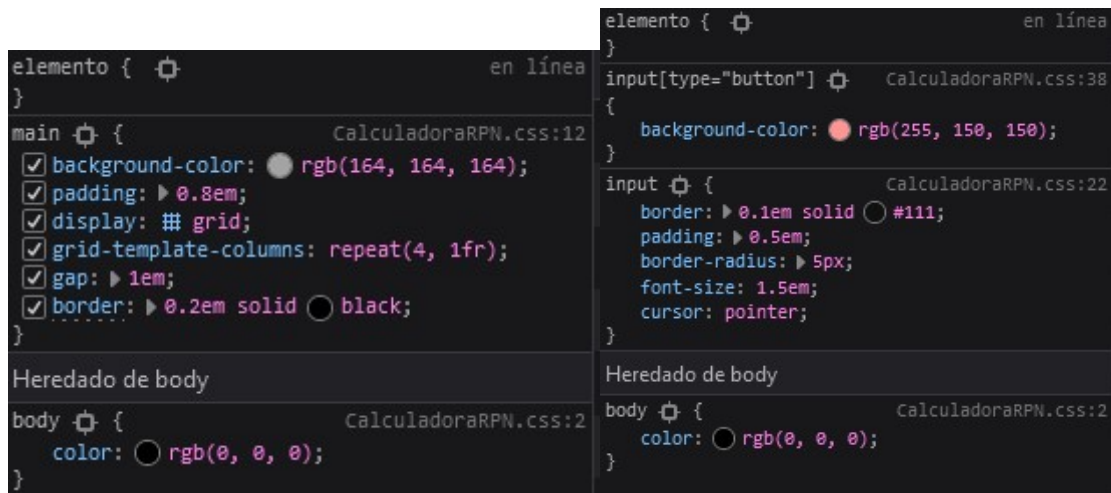 elemento { en línea
}
main { CalculadoraRPN.css:12
background-color: rgb(164, 164, 164);
padding: 0.8em;
display: grid;
grid-template-columns: repeat(4, 1fr);
gap: 1em;
border: 0.2em solid black;
}
Heredado de body
body { CalculadoraRPN.css:2
color: rgb(0, 0, 0);
}
elemento { en línea
}
input[type="button"] CalculadoraRPN.css:38
{
background-color: rgb(255, 150, 150);
}
input { CalculadoraRPN.css:22
border: 0.1em solid #111;
padding: 0.5em;
border-radius: 5px;
font-size: 1.5em;
cursor: pointer;
}
Heredado de body
body { CalculadoraRPN.css:2
color: rgb(0, 0, 0);
}